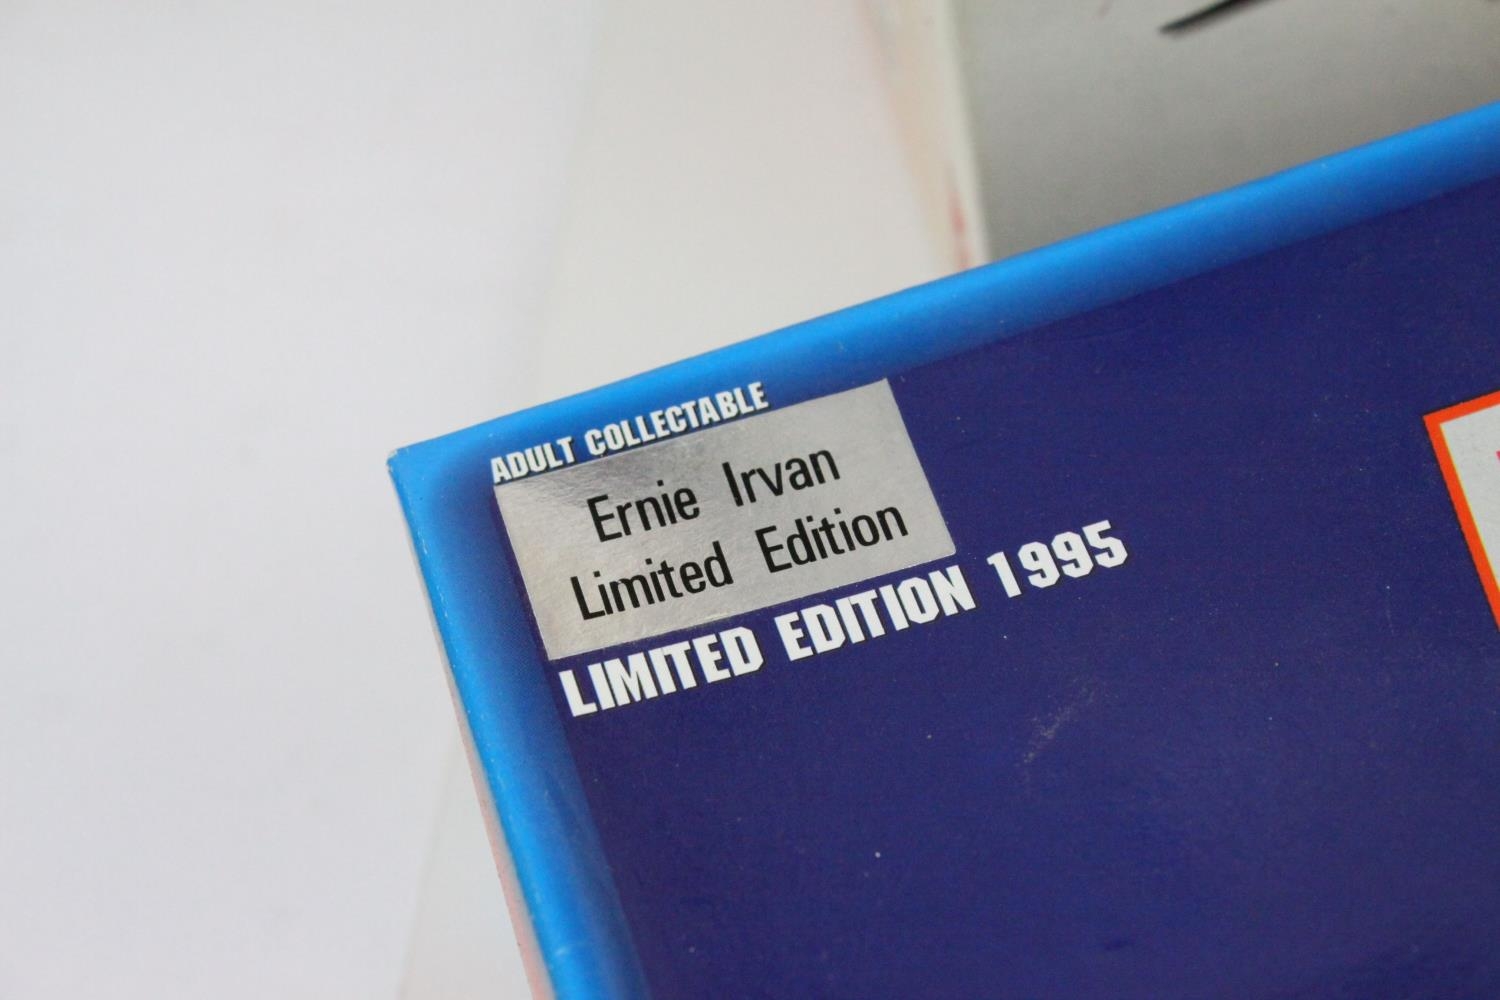 ADULT COLLECTABLE
Ernie Irvan
Limited Edition
LIMITED EDITION 1995